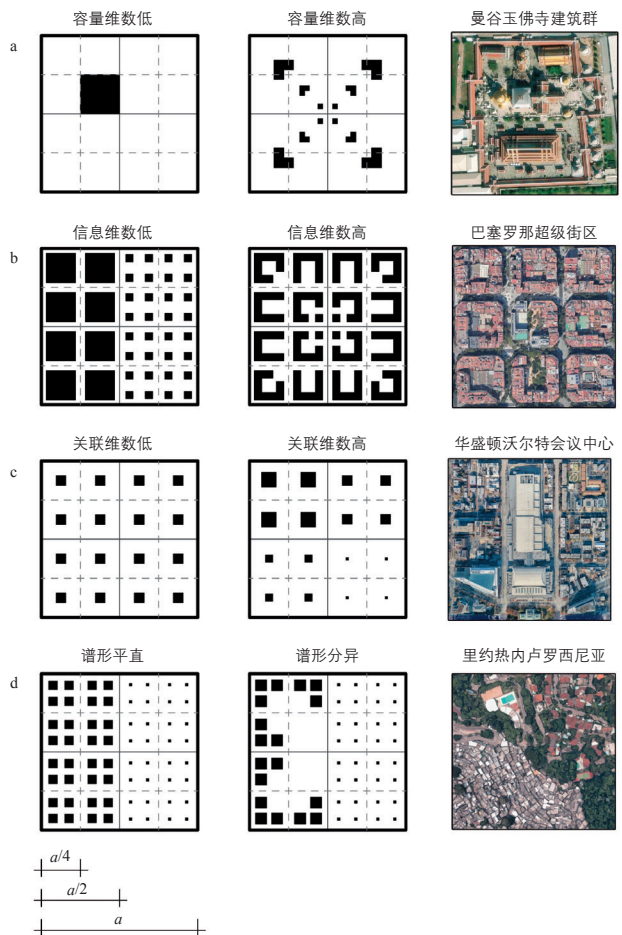 容量维数低 容量维数高 曼谷玉佛寺建筑群
a
信息维数低 信息维数高 巴塞罗那超级街区
b
关联维数低 关联维数高 华盛顿沃尔特会议中心
c
谱形平直 谱形分异 里约热内卢罗西尼亚
d
a/4
a/2
a